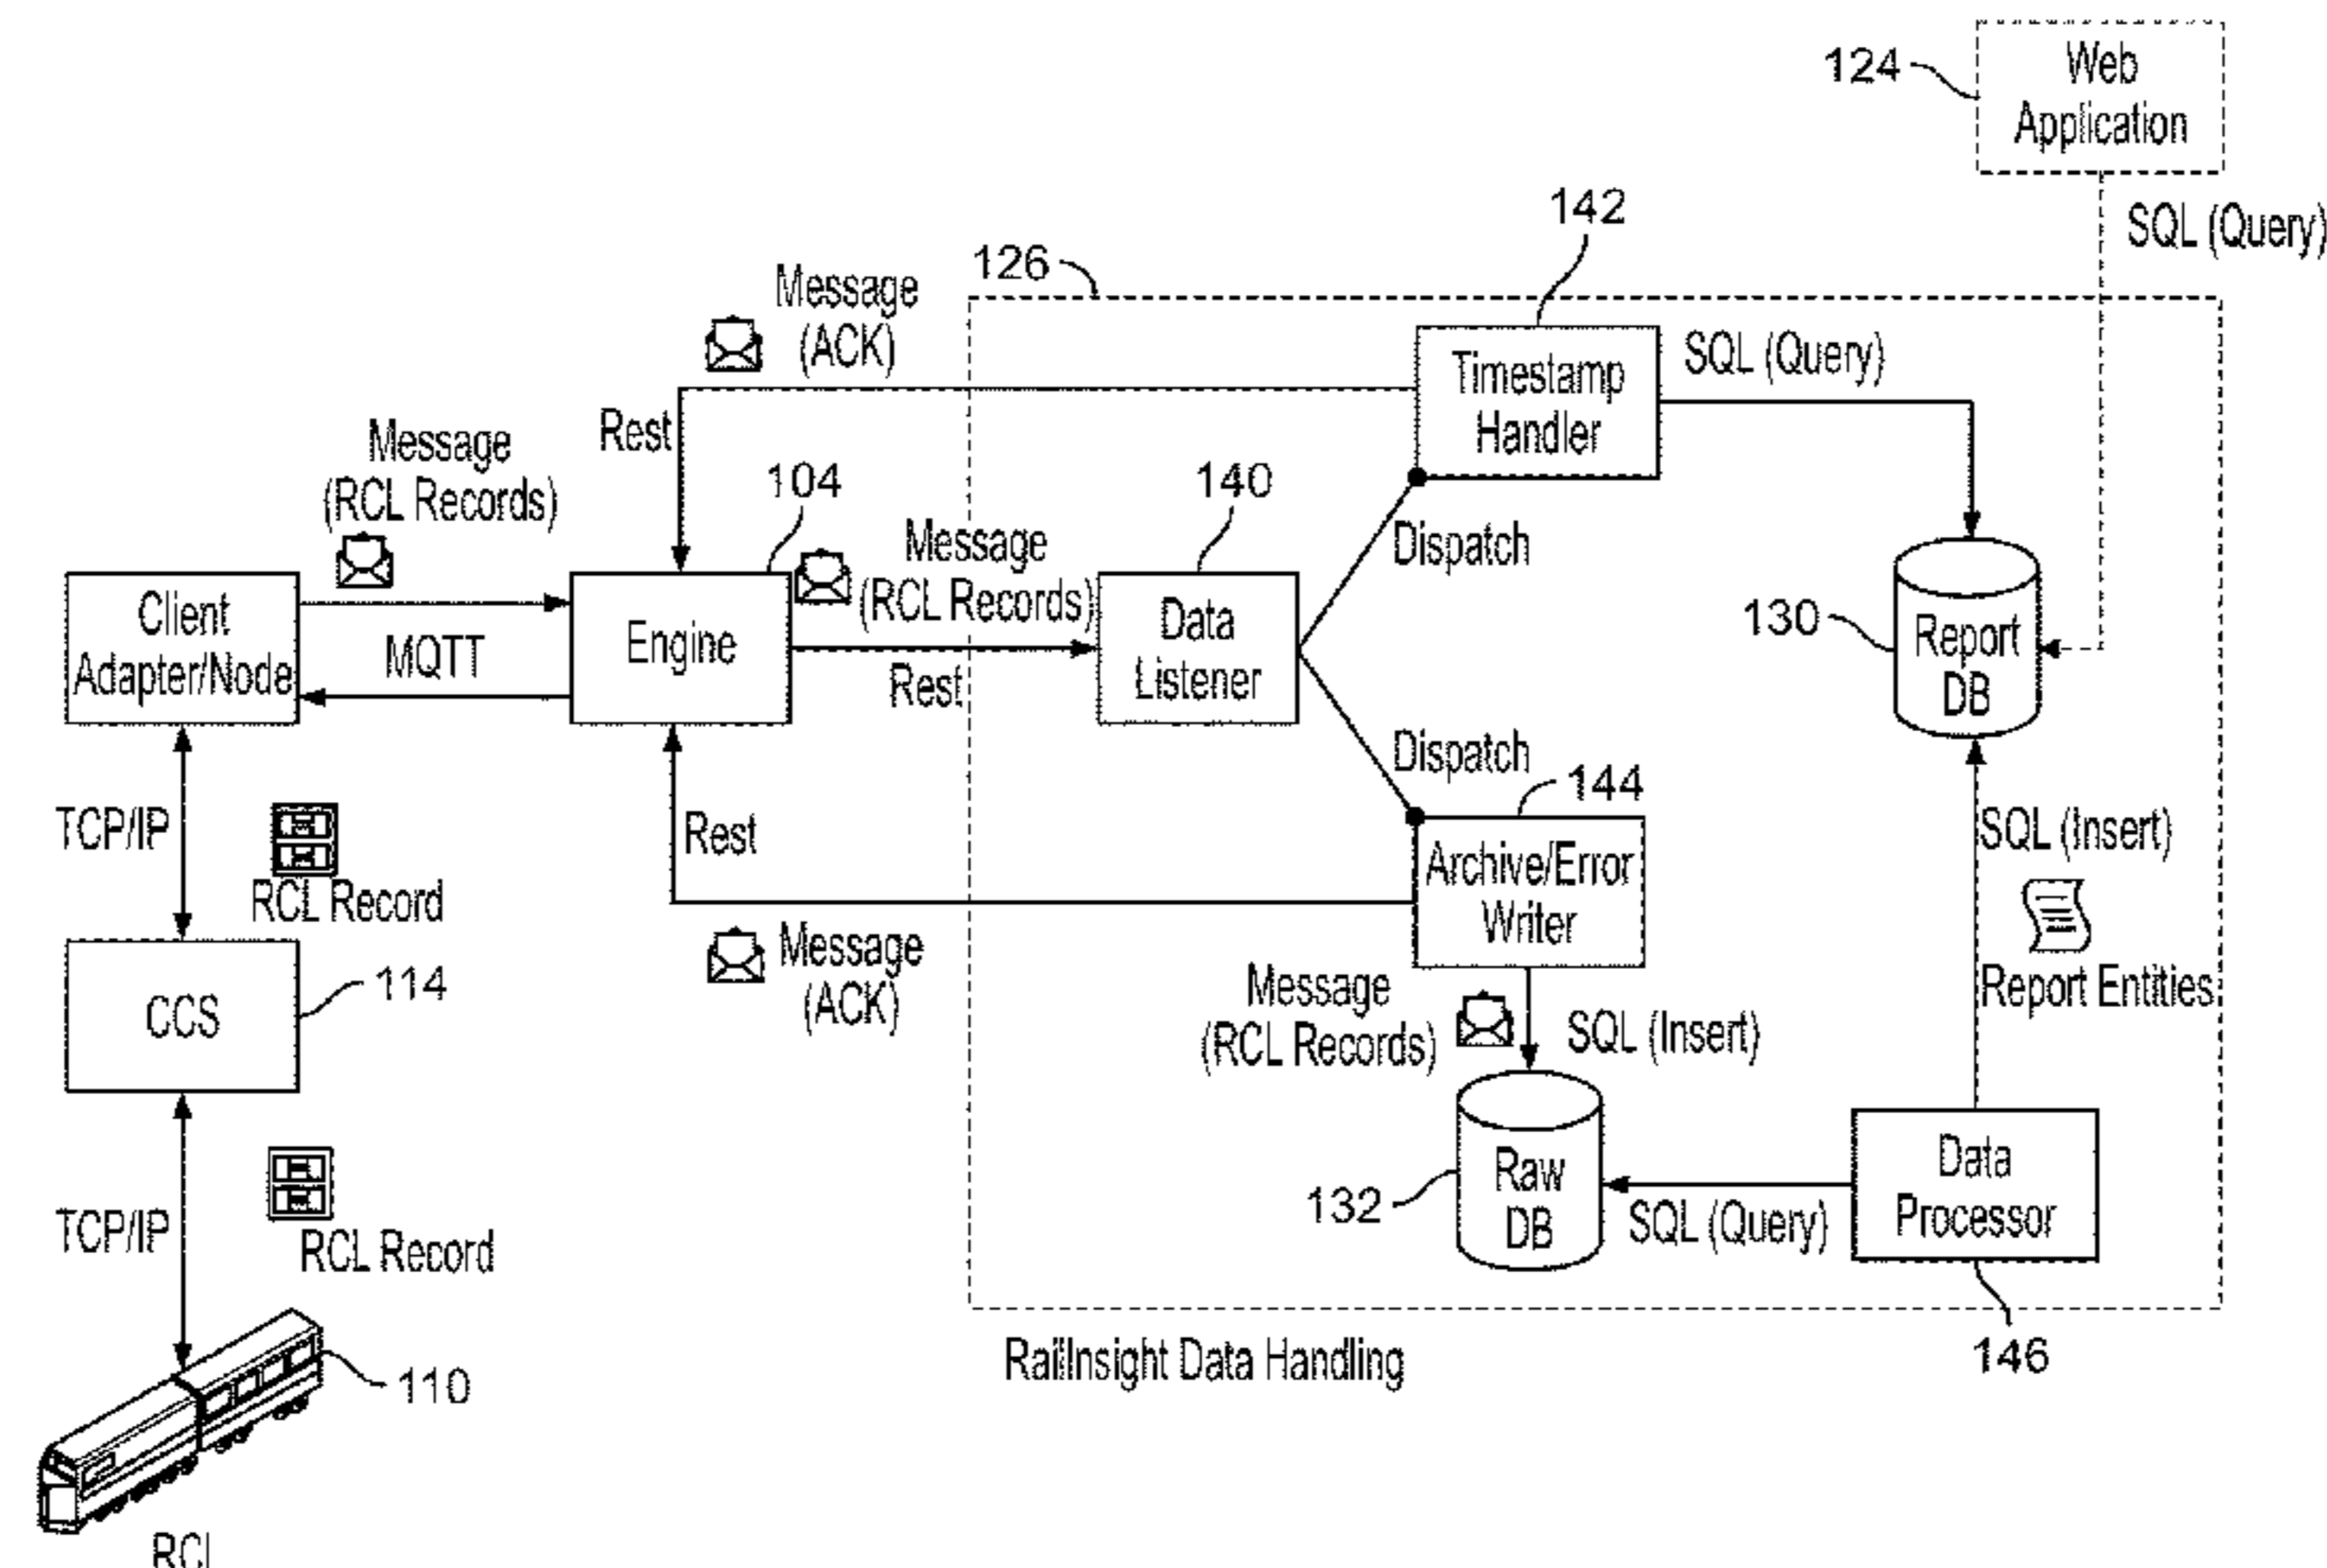 124
Web
Application
SQL (Query)
142
126
Message
(ACK)
Timestamp
Handler
SQL (Query)
Rest
Message
(RCL Records)
104
140
Message
(RCL Records)
Dispatch
Client
Adapter/Node
MQTT
Engine
Rest
Data
Listener
130
Report
DB
Dispatch
144
TCP/IP
RCL Record
Rest
Archive/Error
Writer
SQL (Insert)
Message
(ACK)
Report Entities
CCS
114
Message
(RCL Records)
SQL (Insert)
132
Raw
DB
SQL (Query)
Data
Processor
TCP/IP
RCL Record
RailInsight Data Handling
146
110
RCL